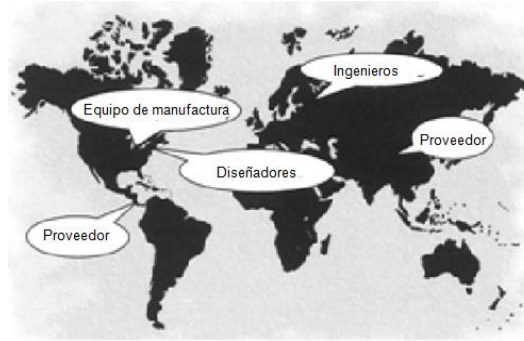 Ingenieros
Equipo de manufactura
Proveedor
Diseñadores
Proveedor